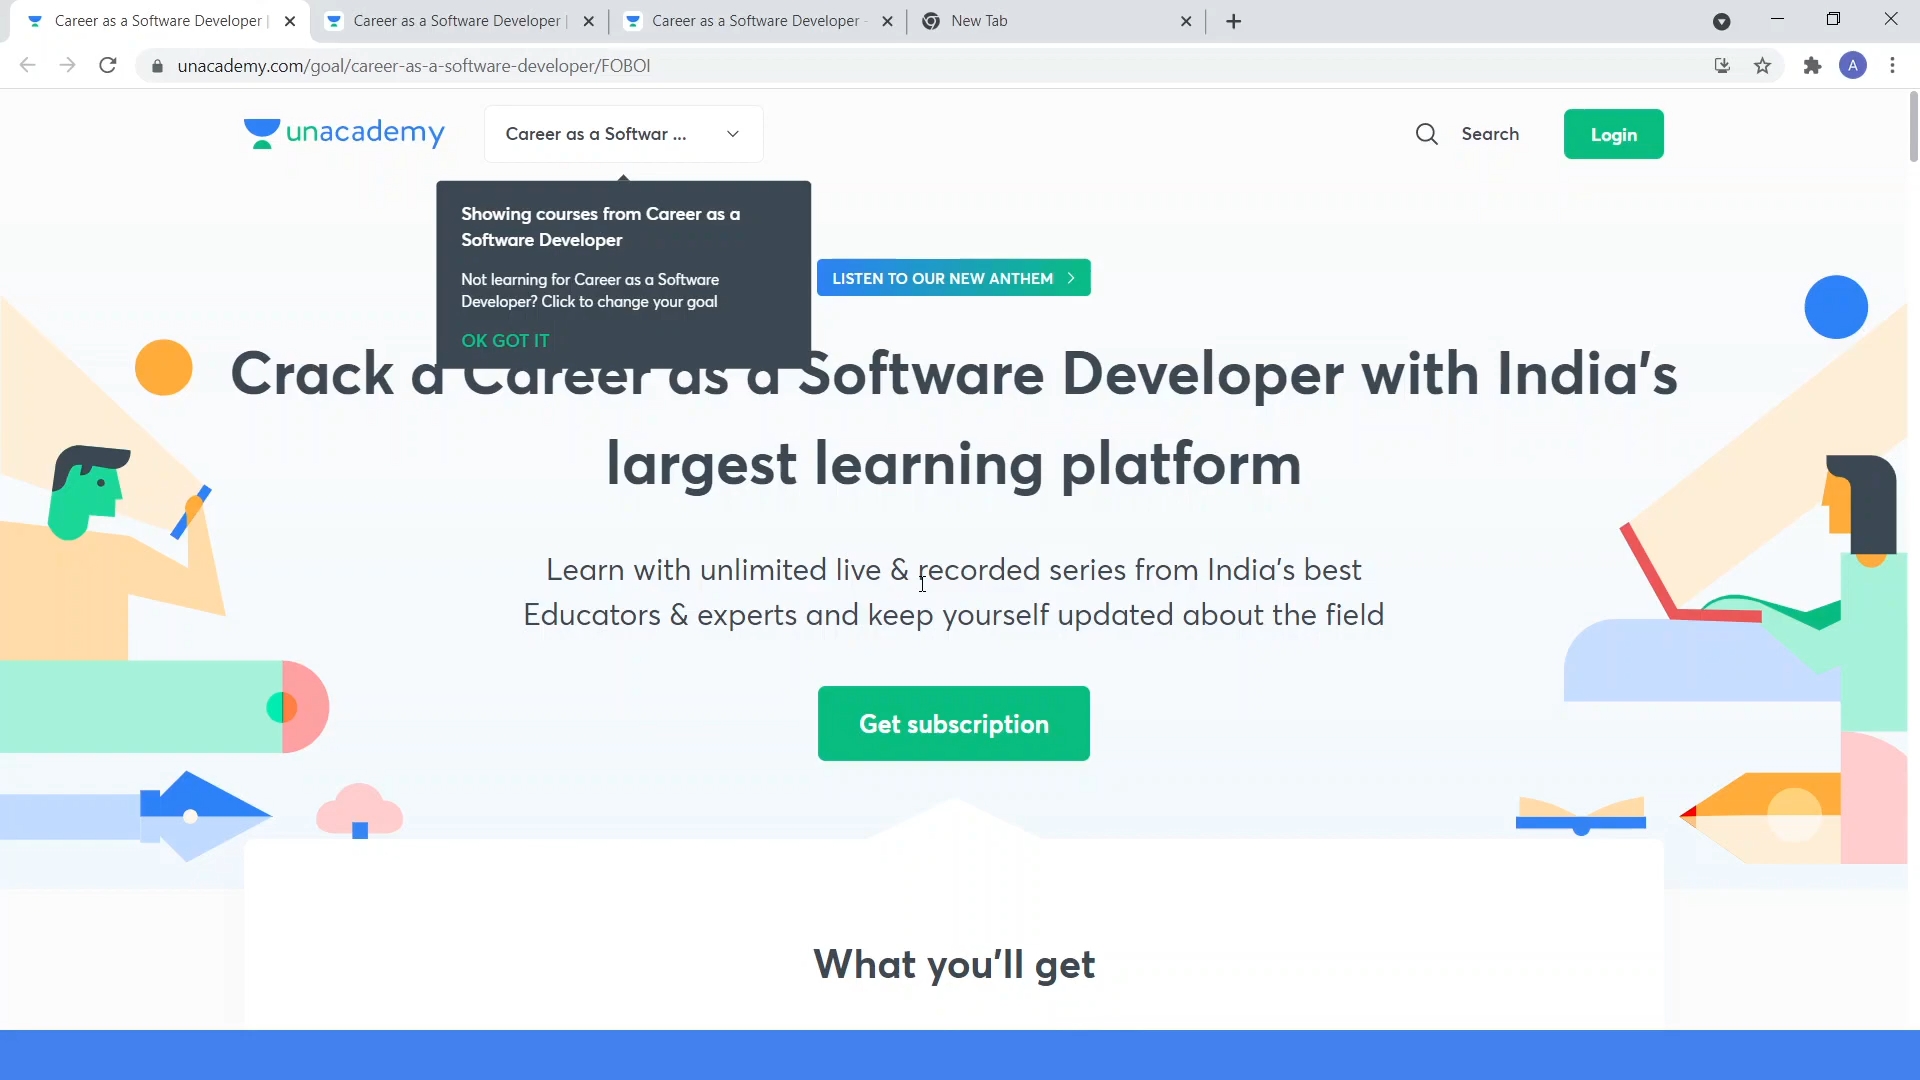 Career as a Software Developer |
Career as a Software Developer |
Career as a Software Developer -
New Tab
unacademy.com/goal/career-as-a-software-developer/FOBOI
A
unacademy
Career as a Softwar ...
Search
Login
Showing courses from Career as a
Software Developer
Not learning for Career as a Software
Developer? Click to change your goal
OK GOT IT
LISTEN TO OUR NEW ANTHEM
Crack a Career as a Software Developer with India's
largest learning platform
Learn with unlimited live & recorded series from India's best
Educators & experts and keep yourself updated about the field
Get subscription
What you'll get